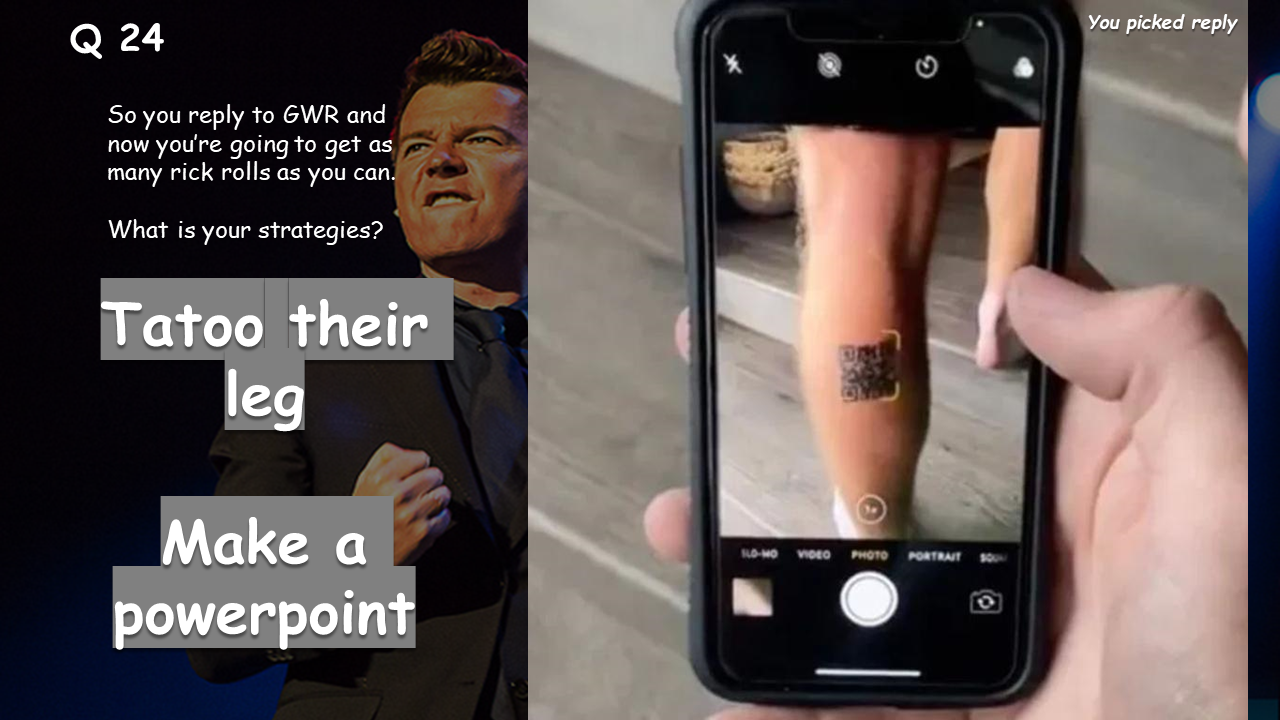 Q 24
You picked reply
So you reply to GWR and
now you're going to get as
many rick rolls as you can.
What is your strategies?
Tatoo their
leg
Make a
powerpoint
1x
SLO-MO VIDEO PHOTO PORTRAIT